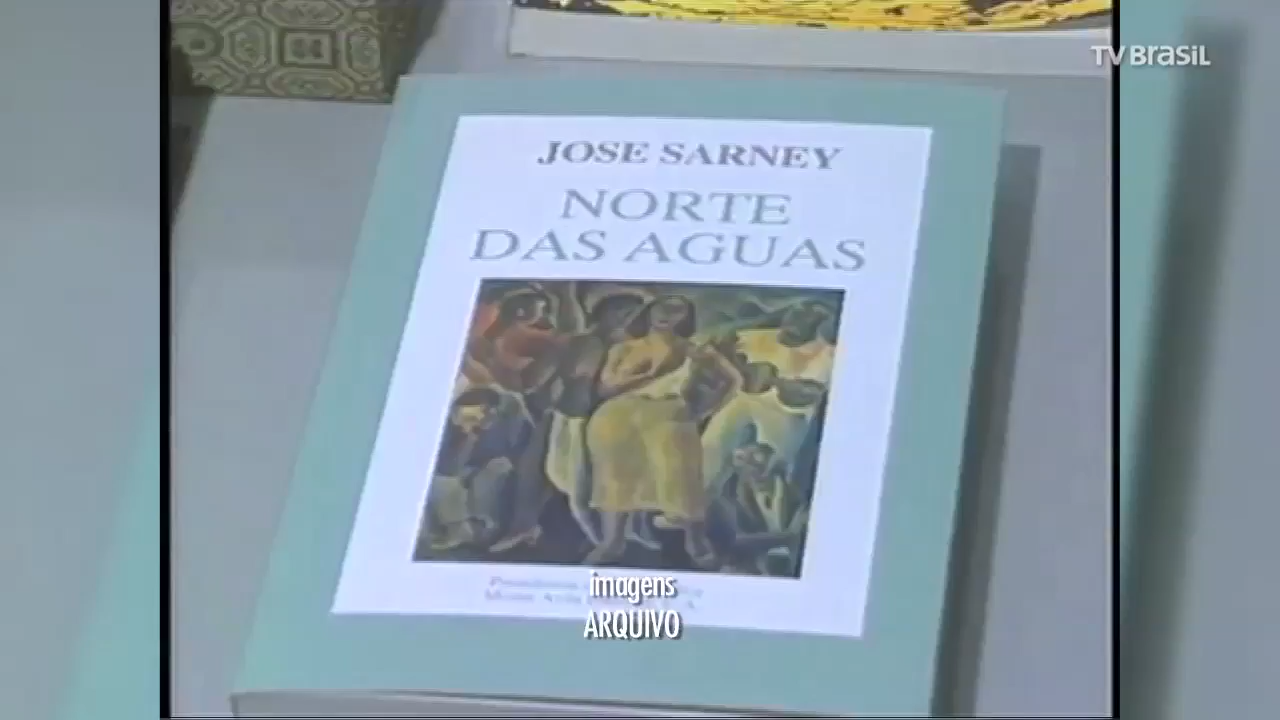 TV BRASIL
JOSE SARNEY
NORTE
DAS AGUAS
imagens
ARQUIVO